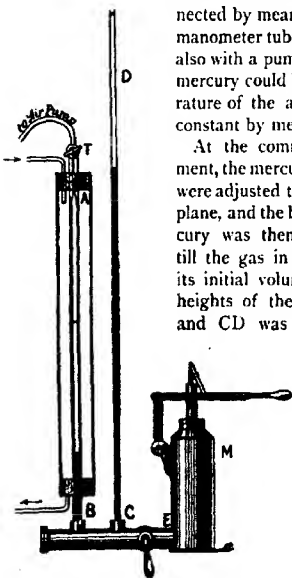 nected by mean
manometer tube
also with a pum
mercury could
rature of the a
constant by me
At the com
ment, the mercu
were adjusted t
plane, and the b
cury was then
till the gas in
its initial volu
heights of the
and CD was
to Air Pump
T
A
D
B
C
E
M